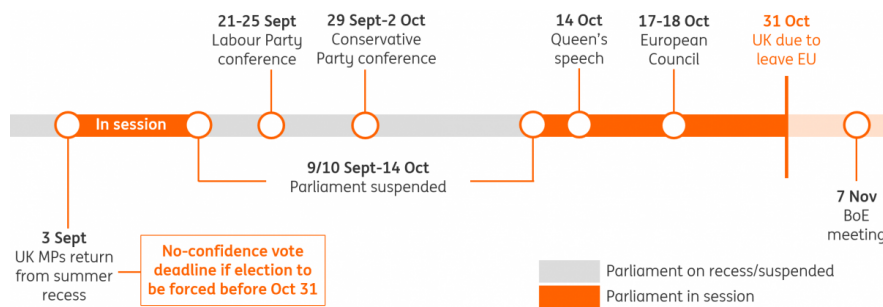 21-25 Sept
Labour Party
conference
29 Sept-2 Oct
Conservative
Party conference
14 Oct
Queen's
speech
17-18 Oct
European
Council
31 Oct
UK due to
leave EU
In session
9/10 Sept-14 Oct
Parliament suspended
3 Sept
UK MPs return
from summer
recess
No-confidence vote
deadline if election to
be forced before Oct 31
7 Nov
BoE
meeting
Parliament on recess/suspended
Parliament in session